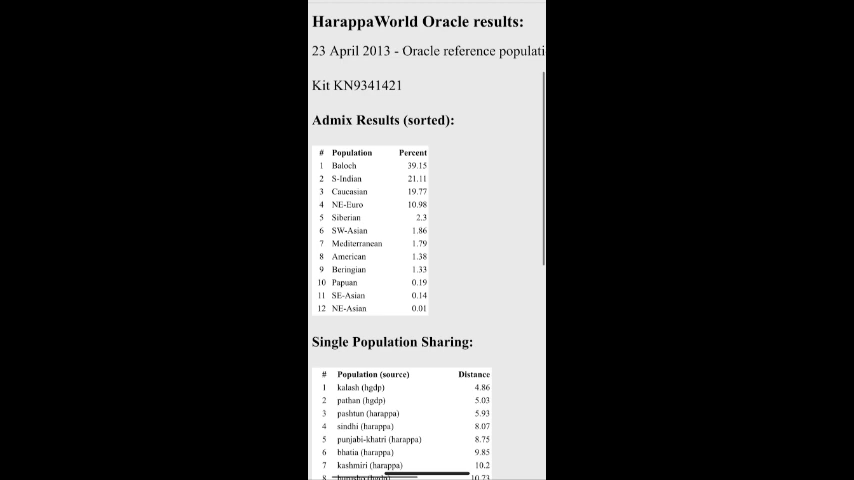 HarappaWorld Oracle results:
23 April 2013 - Oracle reference populati
Kit KN9341421
Admix Results (sorted):
# Population Percent
1 Baloch 39.15
2 S-Indian 21.11
3 Caucasian 19.77
4 NE-Euro 10.98
5 Siberian 2.3
6 SW-Asian 1.86
7 Mediterranean 1.79
8 American 1.38
9 Beringian 1.33
10 Papuan 0.19
11 SE-Asian 0.14
12 NE-Asian 0.01
Single Population Sharing:
# Population (source) Distance
1 kalash (hgdp) 4.86
2 pathan (hgdp) 5.03
3 pashtun (harappa) 5.93
4 sindhi (harappa) 8.07
5 punjabi-khatri (harappa) 8.75
6 bhatia (harappa) 9.85
7 kashmiri (harappa) 10.2
8 10.73